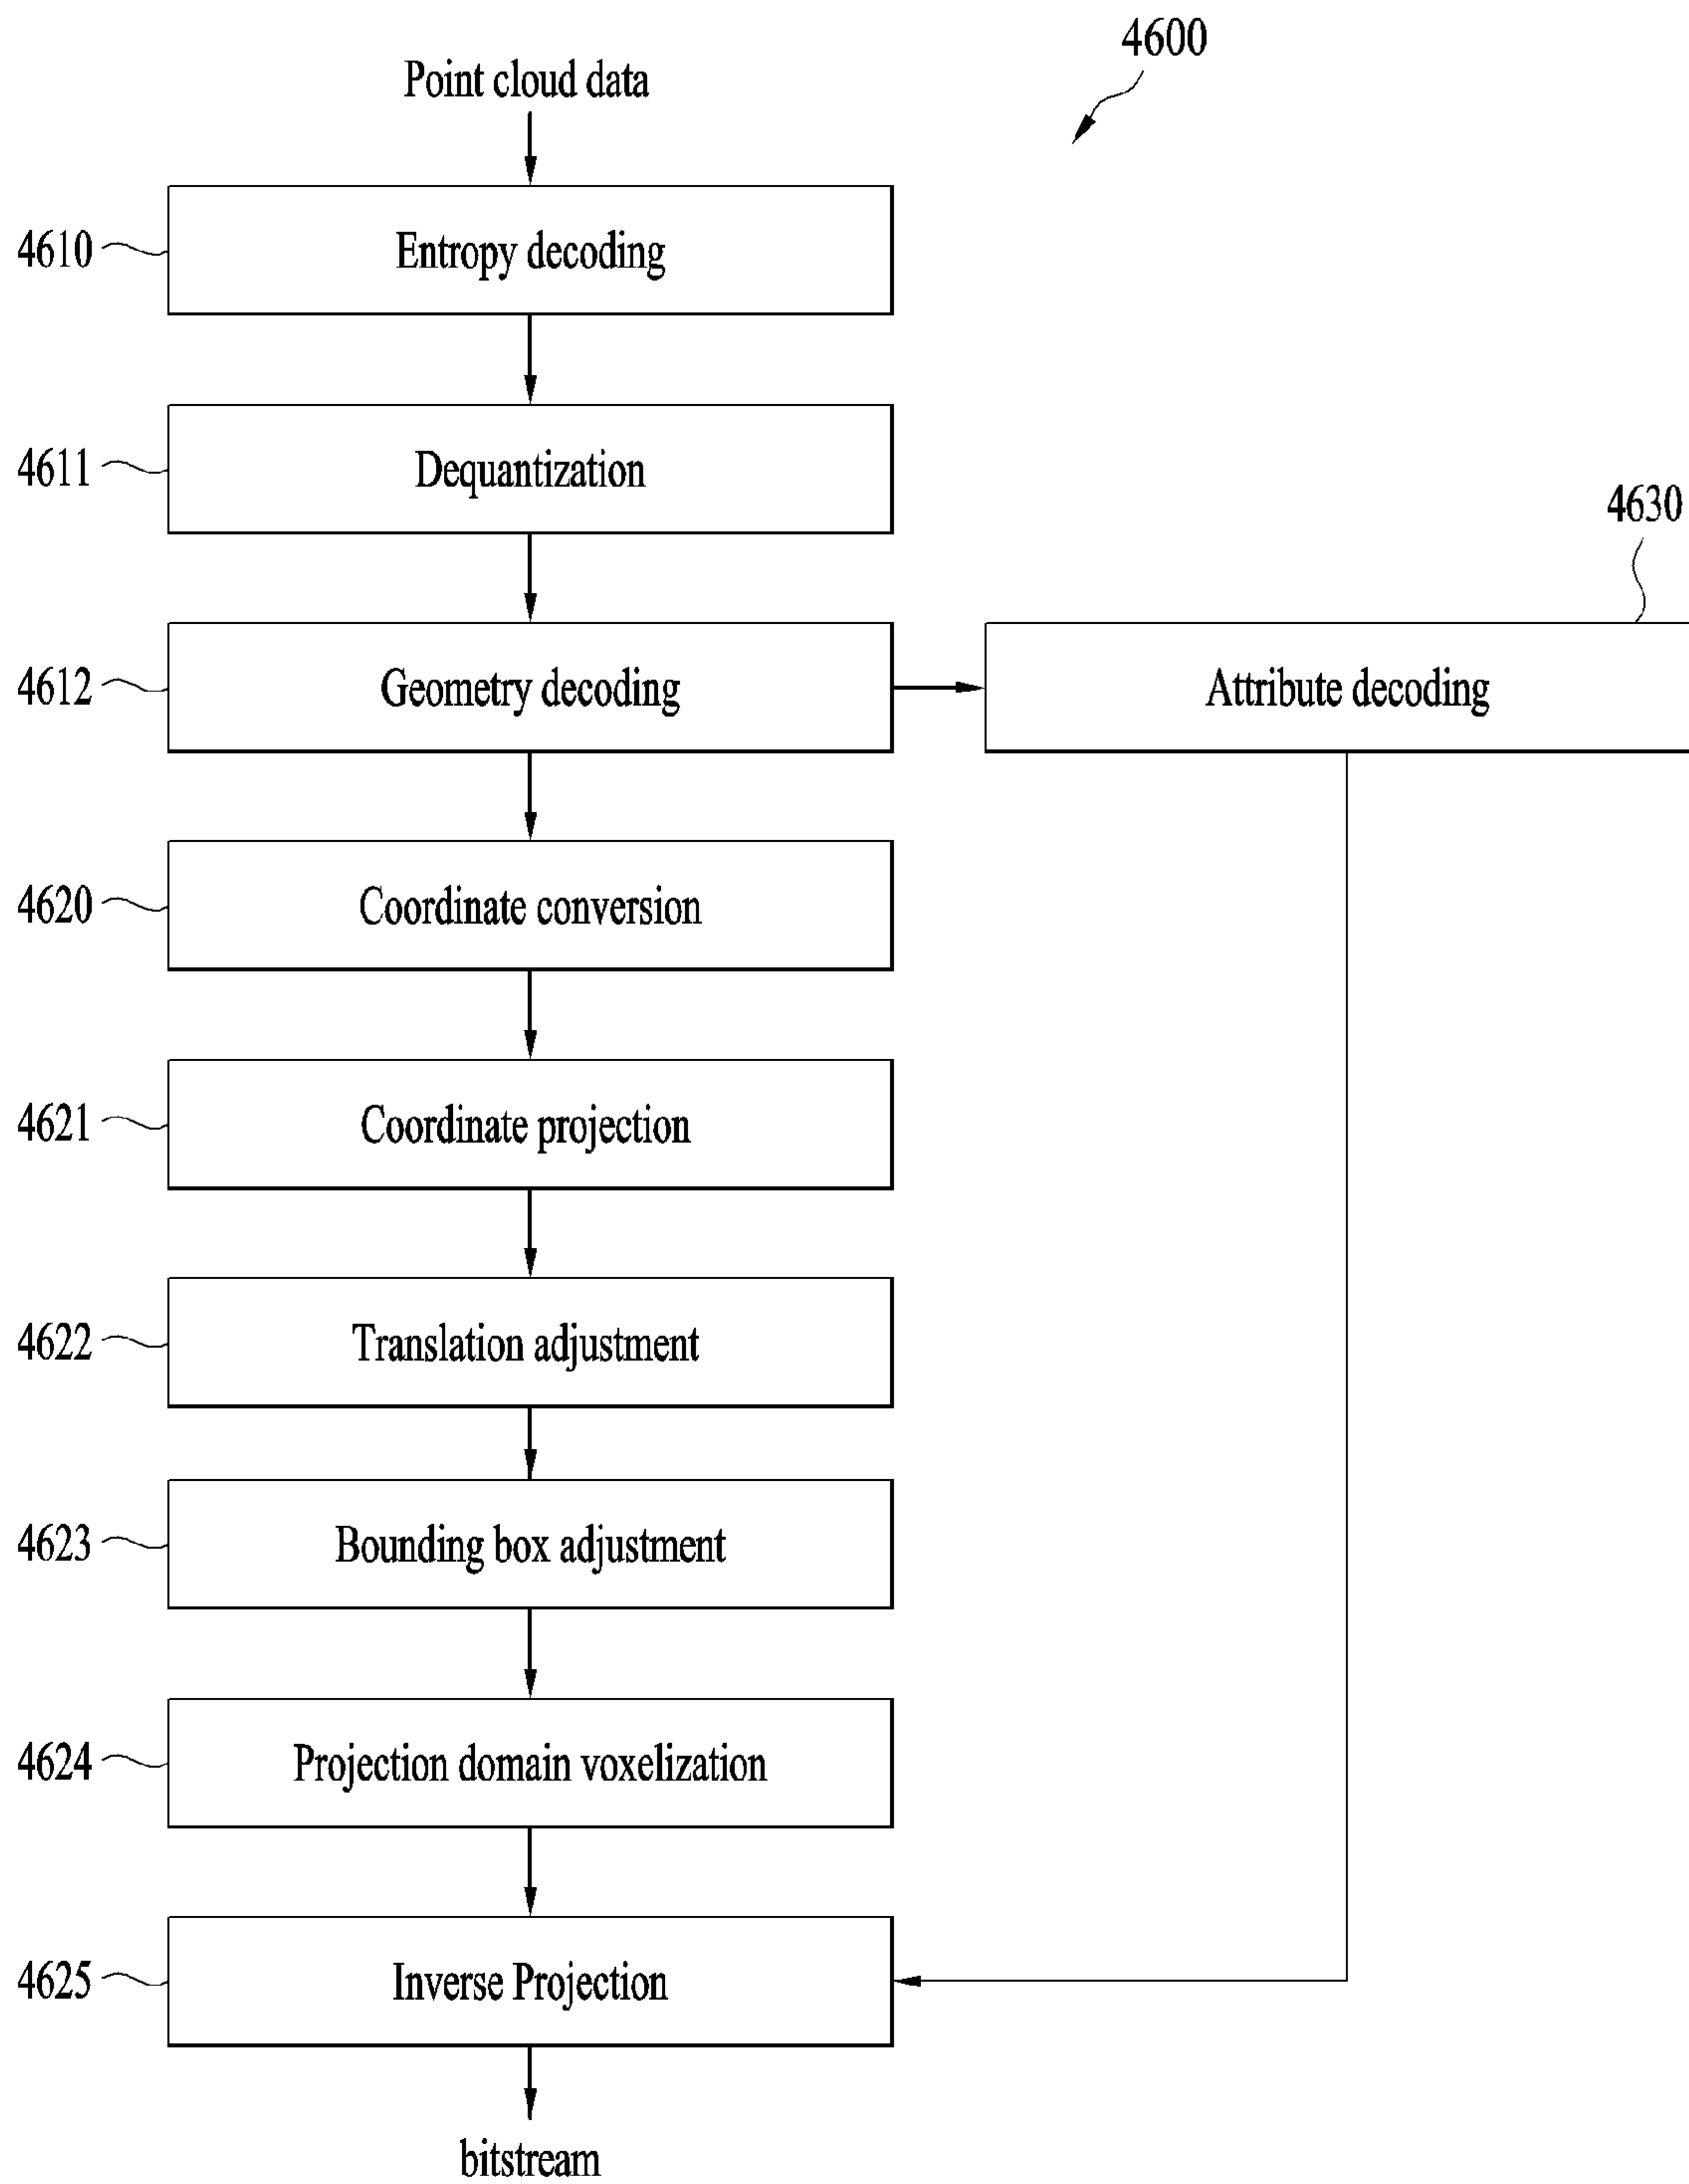 4600
Point cloud data
4610
Entropy decoding
4611
Dequantization
4630
4612
Geometry decoding
Attribute decoding
4620
Coordinate conversion
4621
Coordinate projection
4622
Translation adjustment
4623
Bounding box adjustment
4624
Projection domain voxelization
4625
Inverse Projection
bitstream